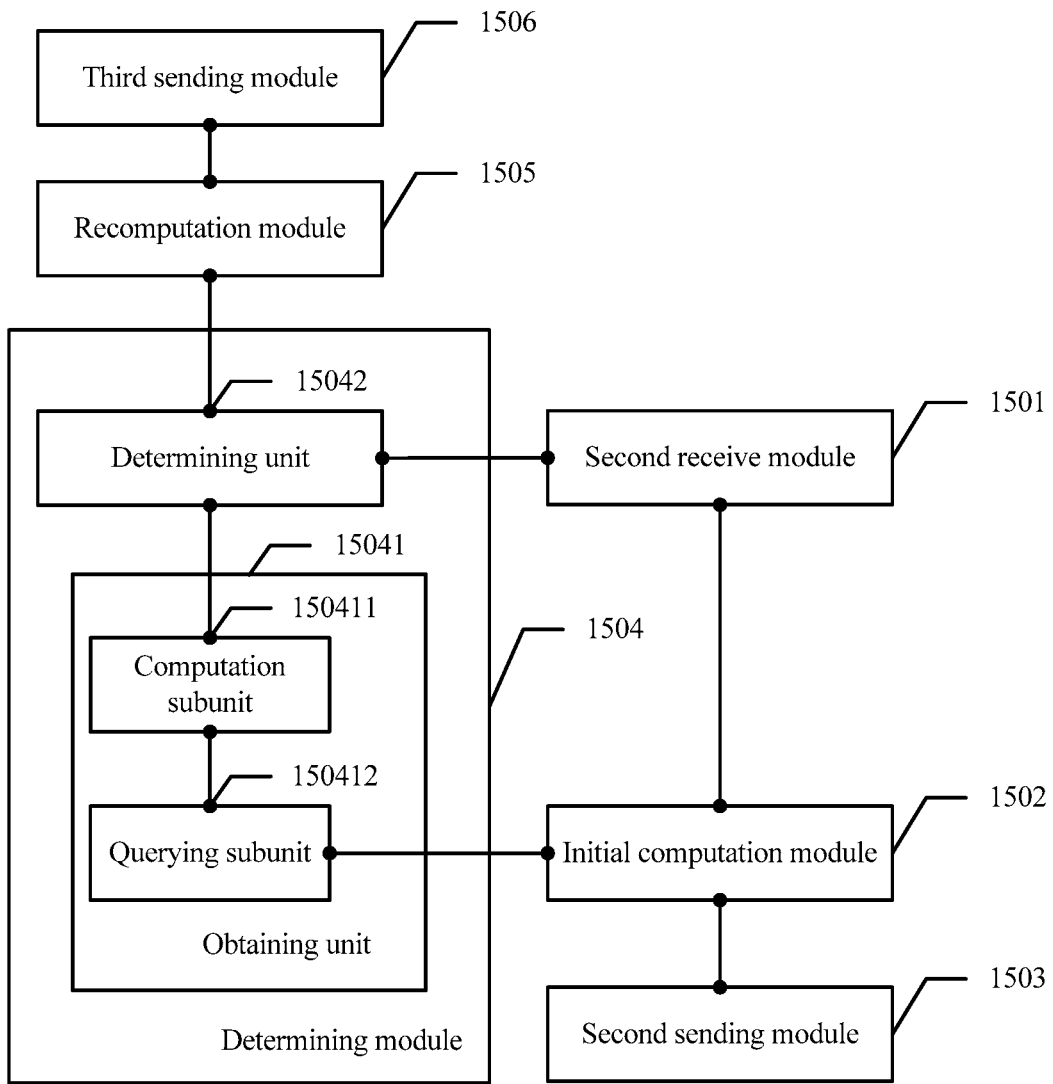 1506
Third sending module
1505
Recomputation module
15042
Determining unit
1501
Second receive module
15041
150411
Computation
subunit
1504
150412
Querying subunit
1502
Initial computation module
Obtaining unit
1503
Second sending module
Determining module